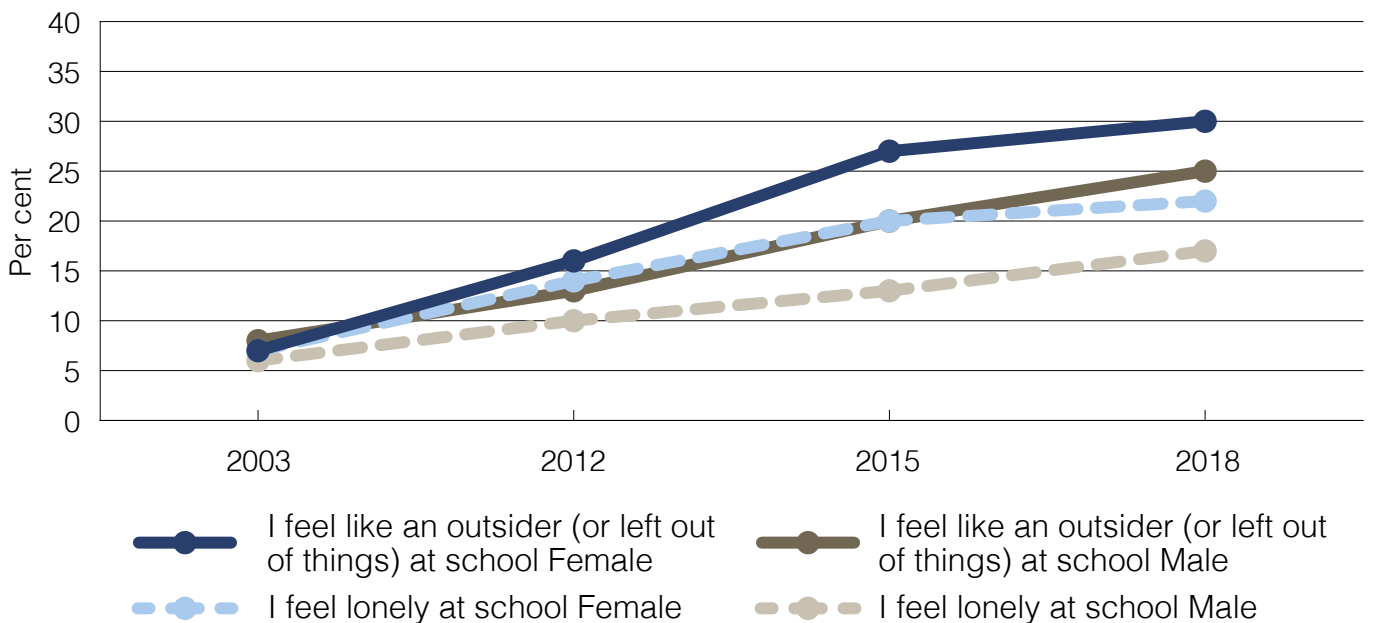 40
35
30
25
20
15
10
5
0
Per cent
2003 2012 2015 2018
I feel like an outsider (or left out
of things) at school Female
I feel like an outsider (or left out
of things) at school Male
I feel lonely at school Female
I feel lonely at school Male